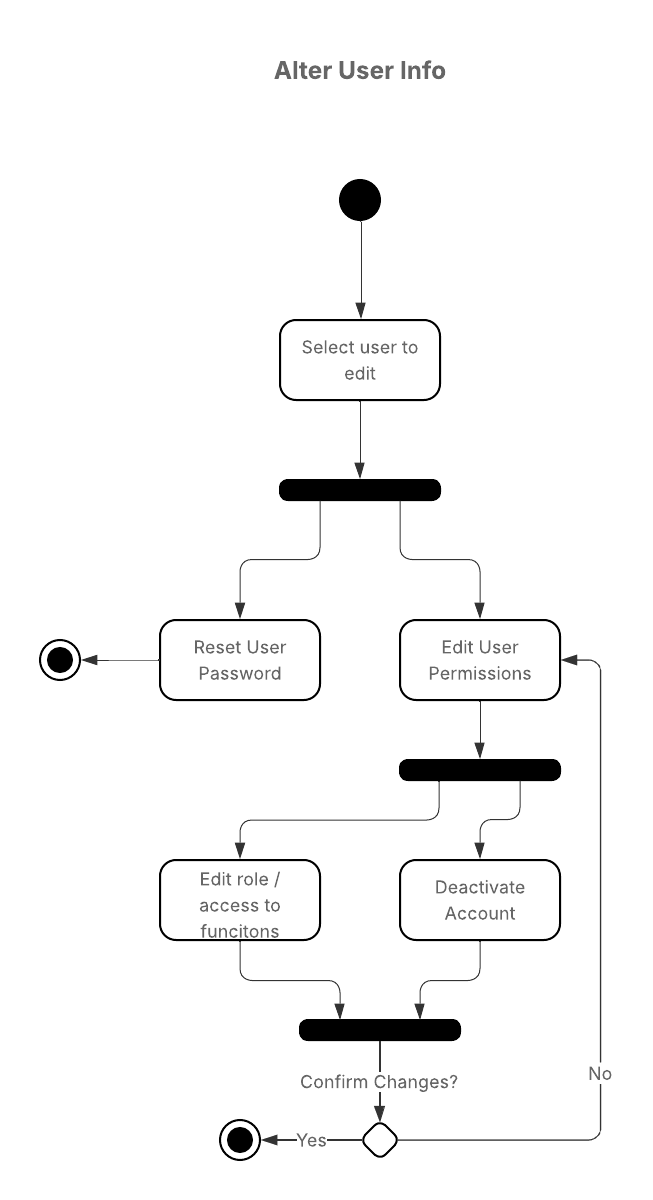 Alter User Info
Select user to
edit
Reset User
Password
Edit User
Permissions
Edit role /
access to
funcitons
Deactivate
Account
Confirm Changes?
No
Yes